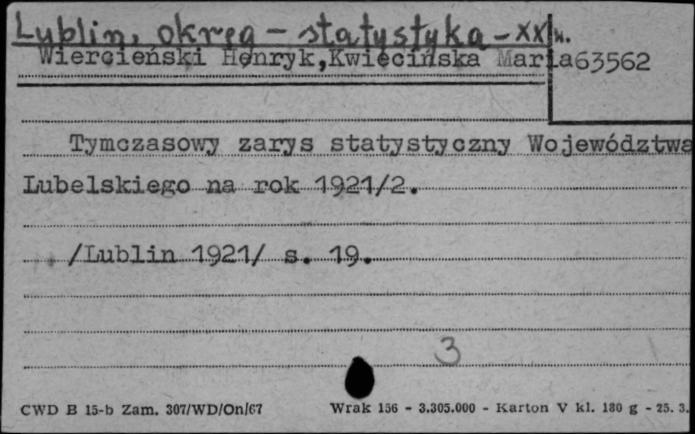 Lublin, okręg - statystyka - XX w.
Wiercieński Henryk,Kwiecińska Maria63562
Tymczasowy zarys statystyczny Województwa
Lubelskiego na rok 1921/2.
/Lublin 1921/ s. 19.
3
CWD B 15-b Zam. 307/WD/On/67 Wrak 156 - 3.305.000 - Karton V kl. 180 g - 25. 3.